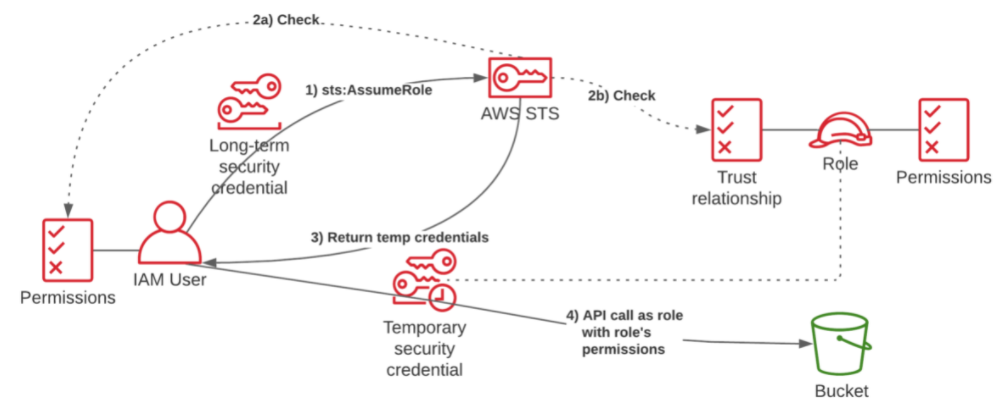 2a) Check
1) sts:AssumeRole
AWS STS
2b) Check
Long-term
security
credential
Trust
relationship
Role
Permissions
3) Return temp credentials
IAM User
Permissions
Temporary
security
credential
4) API call as role
with role's
permissions
Bucket